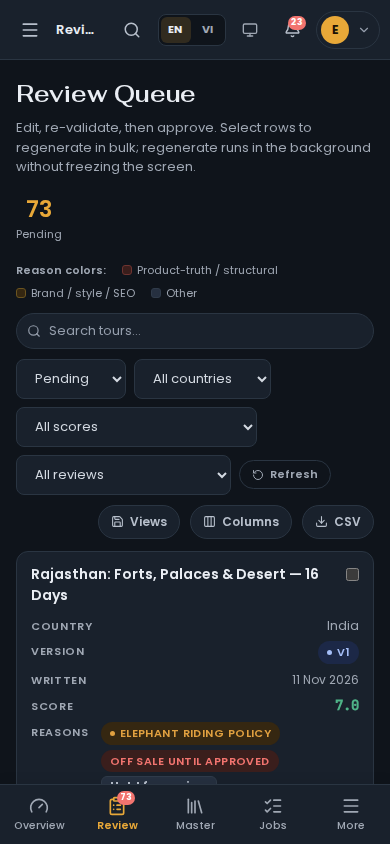 Revi...
EN
VI
23
E
Review Queue
Edit, re-validate, then approve. Select rows to
regenerate in bulk; regenerate runs in the background
without freezing the screen.
73
Pending
Reason colors: Product-truth / structural
Brand / style / SEO Other
Search tours...
Pending All countries
All scores
All reviews Refresh
Views Columns CSV
Rajasthan: Forts, Palaces & Desert — 16
Days
COUNTRY India
VERSION V1
WRITTEN 11 Nov 2026
SCORE 7.0
REASONS ELEPHANT RIDING POLICY
OFF SALE UNTIL APPROVED
73
Overview Review Master Jobs More